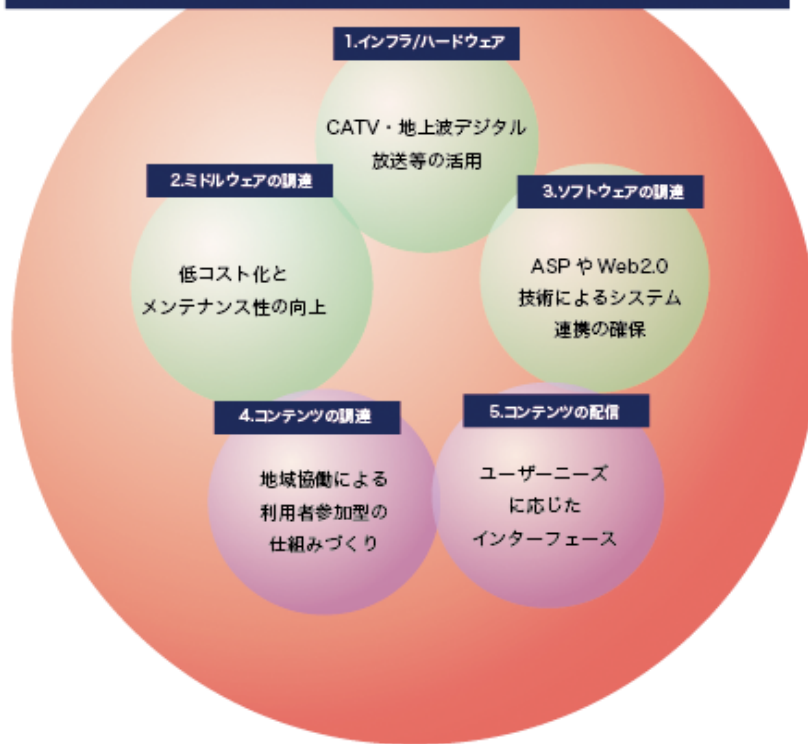 1.インフラ/ハードウェア
CATV・地上波デジタル
放送等の活用
2.ミドルウェアの調達
低コスト化と
メンテナンス性の向上
3.ソフトウェアの調達
ASPやWeb2.0
技術によるシステム
連携の確保
4.コンテンツの調達
地域協働による
利用者参加型の
仕組みづくり
5.コンテンツの配信
ユーザーニーズ
に応じた
インターフェース